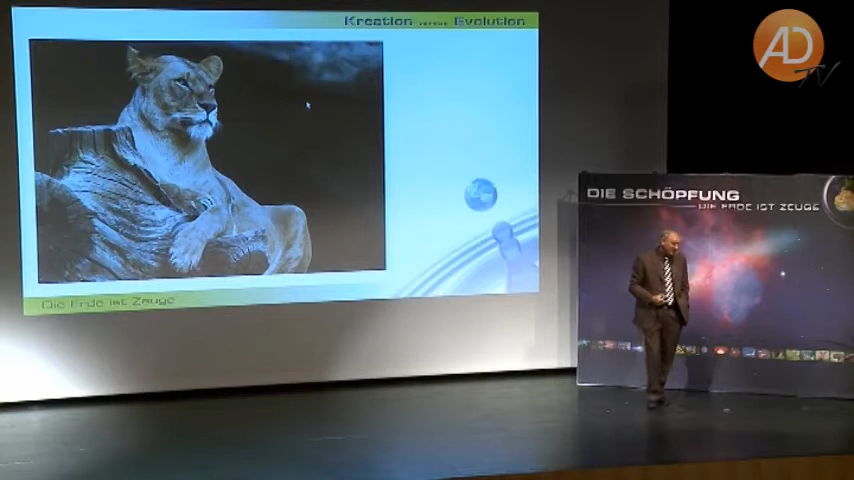 Kreation versus Evolution
AD
TV
DIE SCHÖPFUNG
DIE ERDE IST ZEUGE
Die Erde ist Zeuge